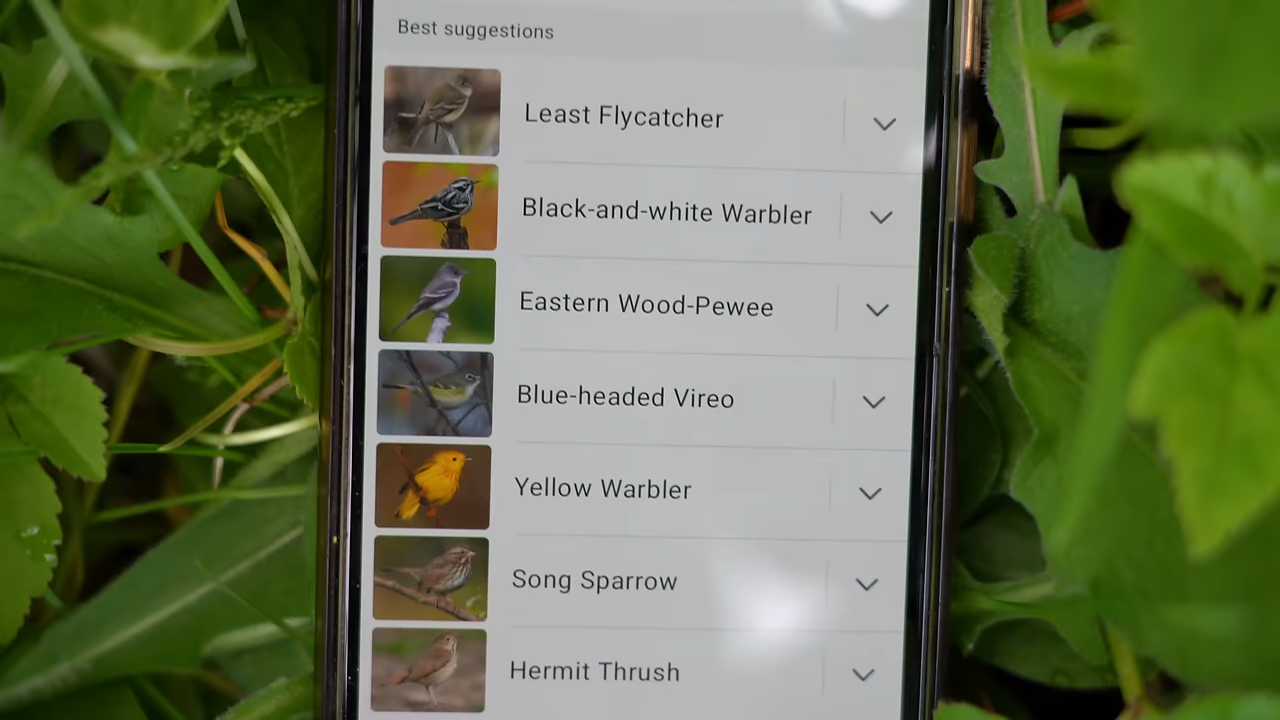 Best suggestions
Least Flycatcher
Black-and-white Warbler
Eastern Wood-Pewee
Blue-headed Vireo
Yellow Warbler
Song Sparrow
Hermit Thrush